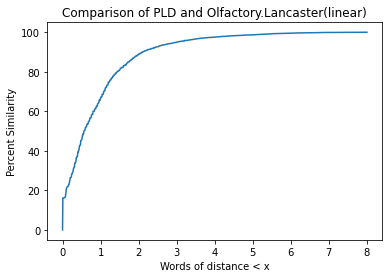 Comparison of PLD and Olfactory.Lancaster(linear)
100
80
60
40
20
0
Percent Similarity
0 1 2 3 4 5 6 7 8
Words of distance < x